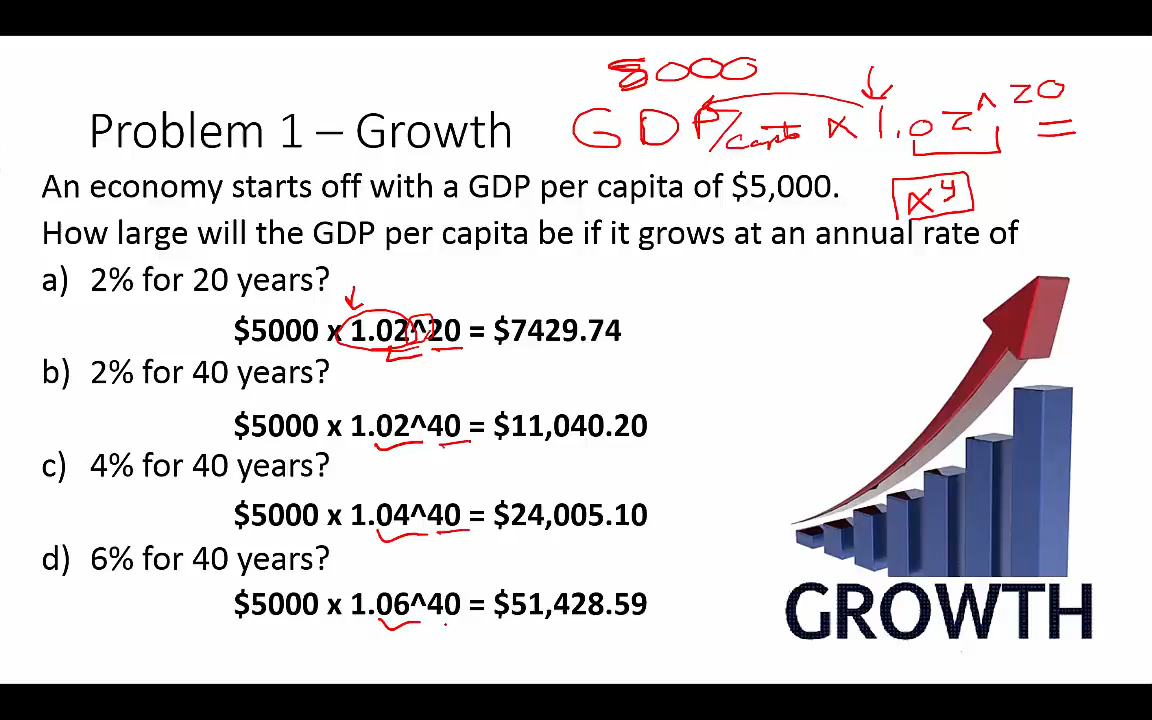 5000
GDP/capita x 1.02^20 =
Problem 1 – Growth
An economy starts off with a GDP per capita of $5,000.
x^y
How large will the GDP per capita be if it grows at an annual rate of
a) 2% for 20 years?
$5000 x 1.02^20 = $7429.74
b) 2% for 40 years?
$5000 x 1.02^40 = $11,040.20
c) 4% for 40 years?
$5000 x 1.04^40 = $24,005.10
d) 6% for 40 years?
$5000 x 1.06^40 = $51,428.59
GROWTH